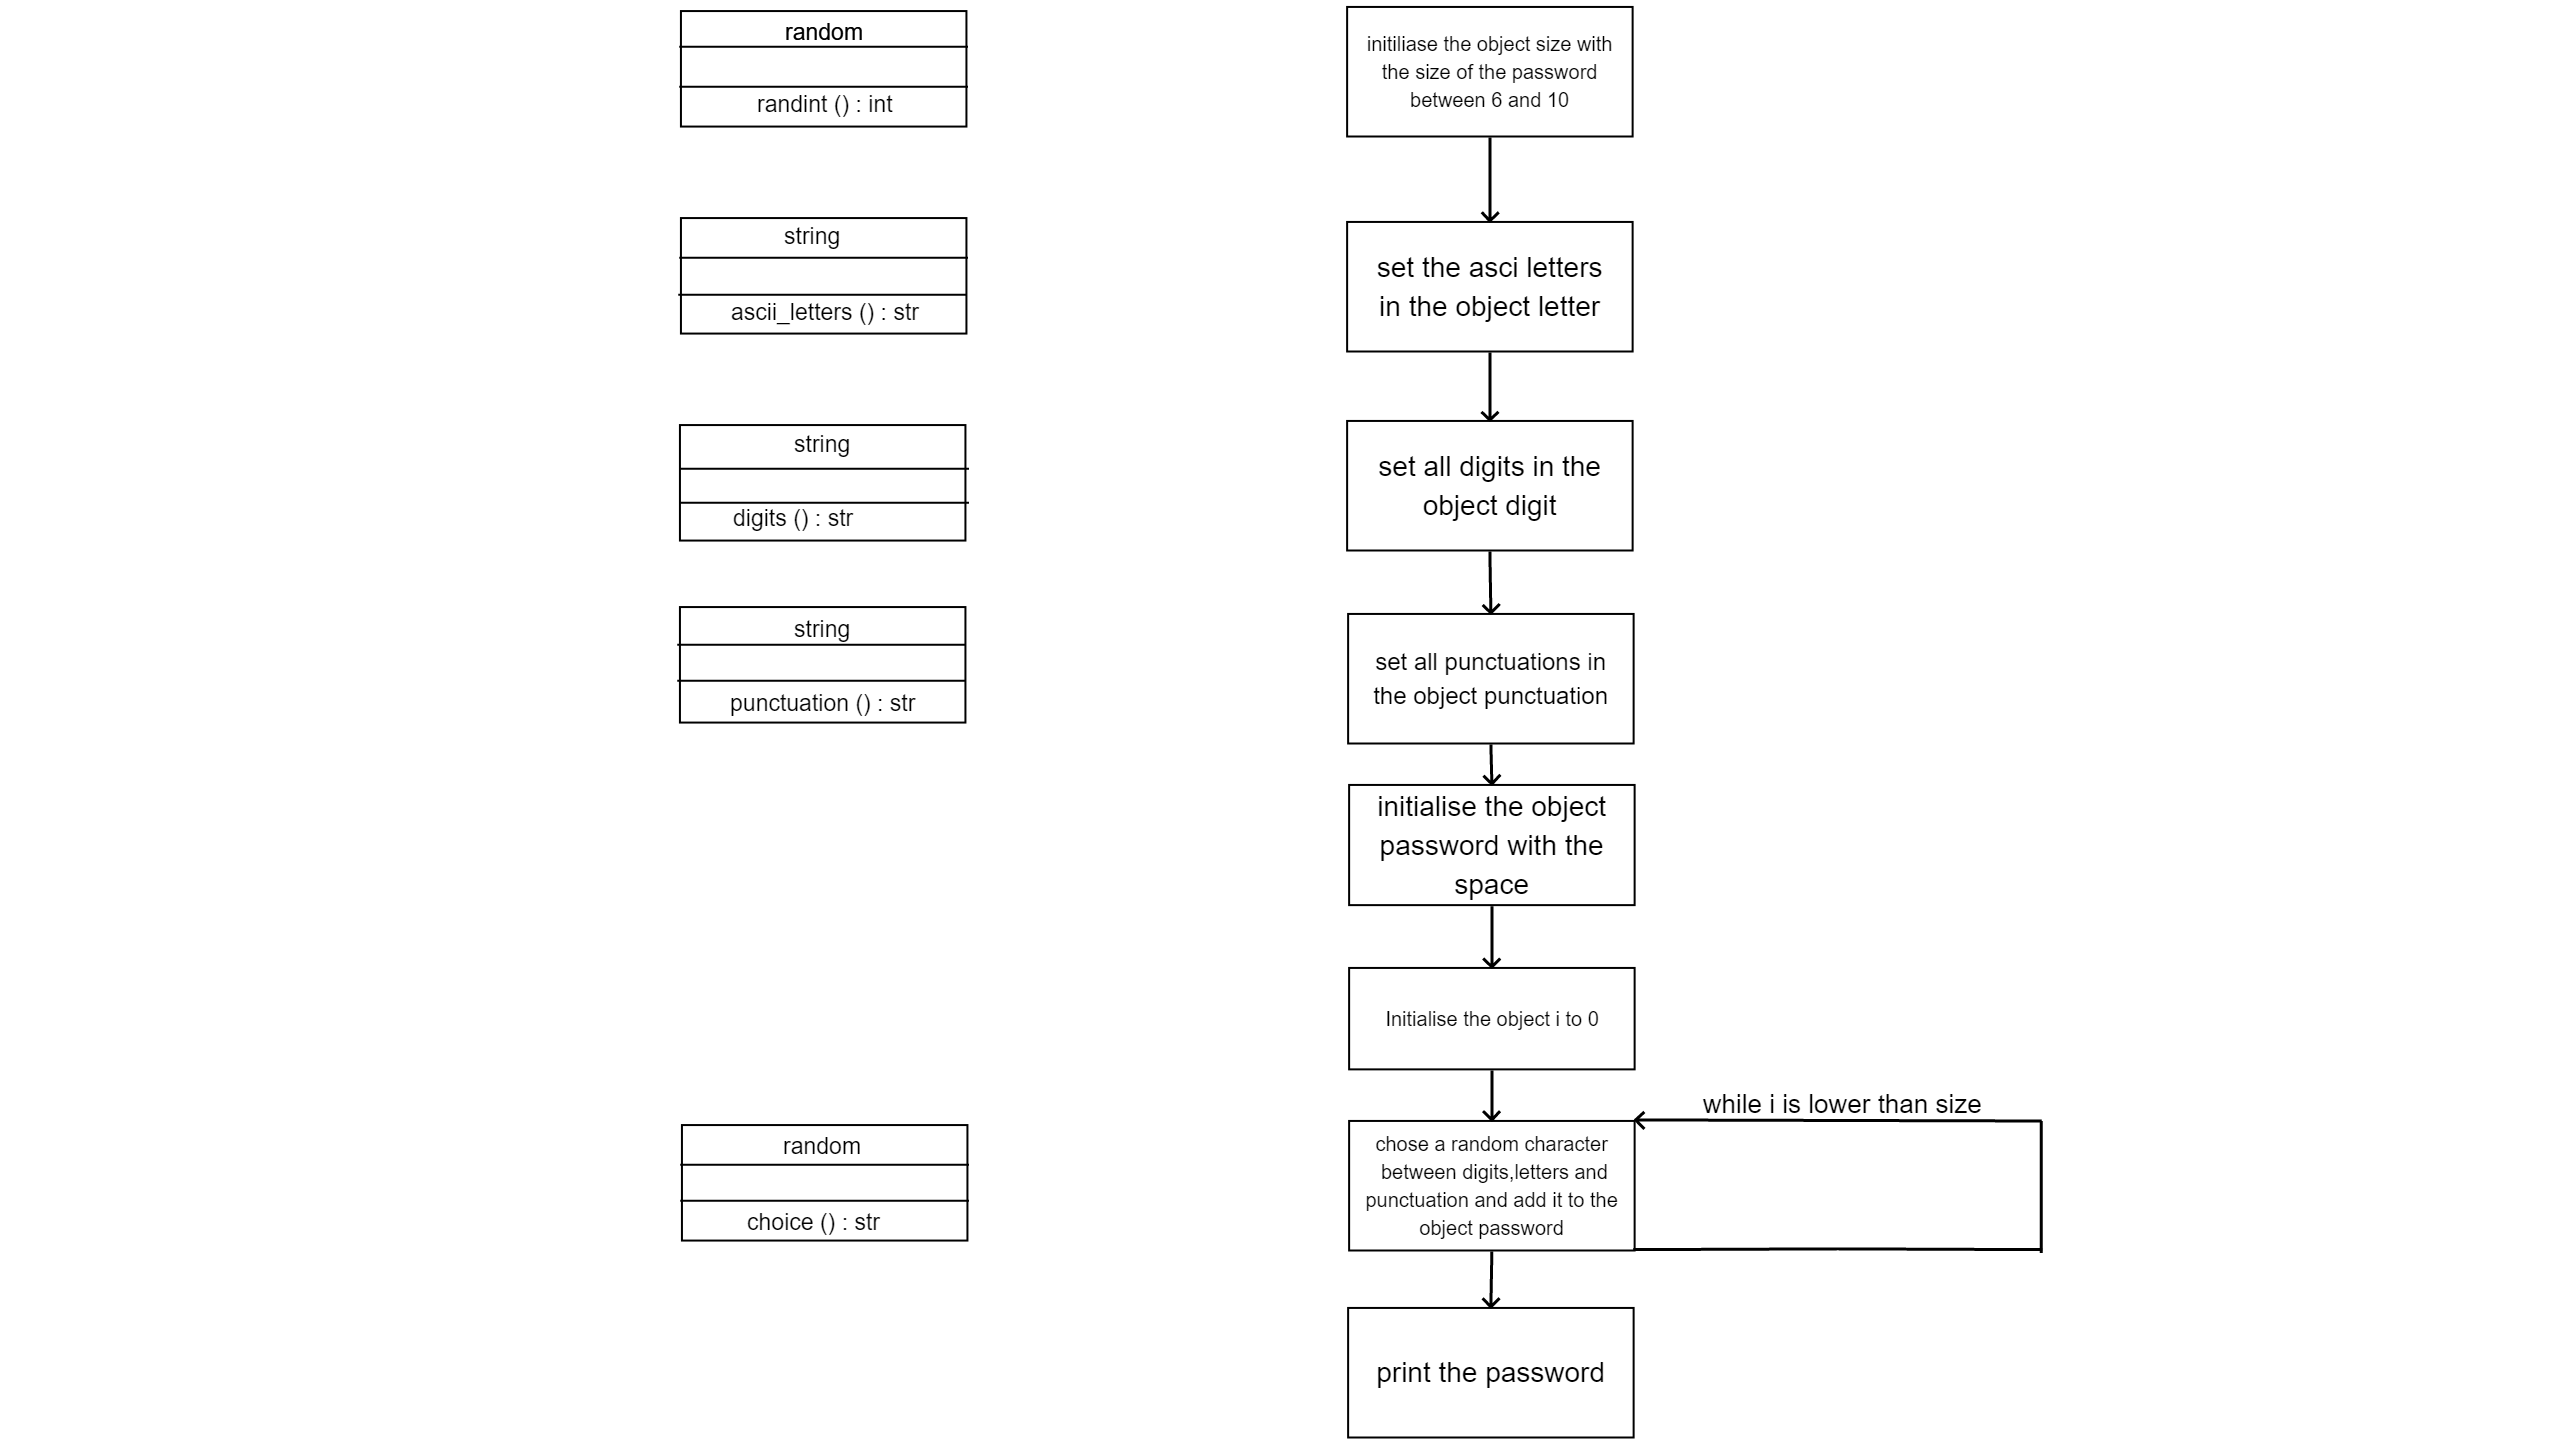 random
randint () : int
initiliase the object size with
the size of the password
between 6 and 10
string
ascii_letters () : str
set the asci letters
in the object letter
string
digits () : str
set all digits in the
object digit
string
punctuation () : str
set all punctuations in
the object punctuation
initialise the object
password with the
space
Initialise the object i to 0
while i is lower than size
random
choice () : str
chose a random character
between digits,letters and
punctuation and add it to the
object password
print the password